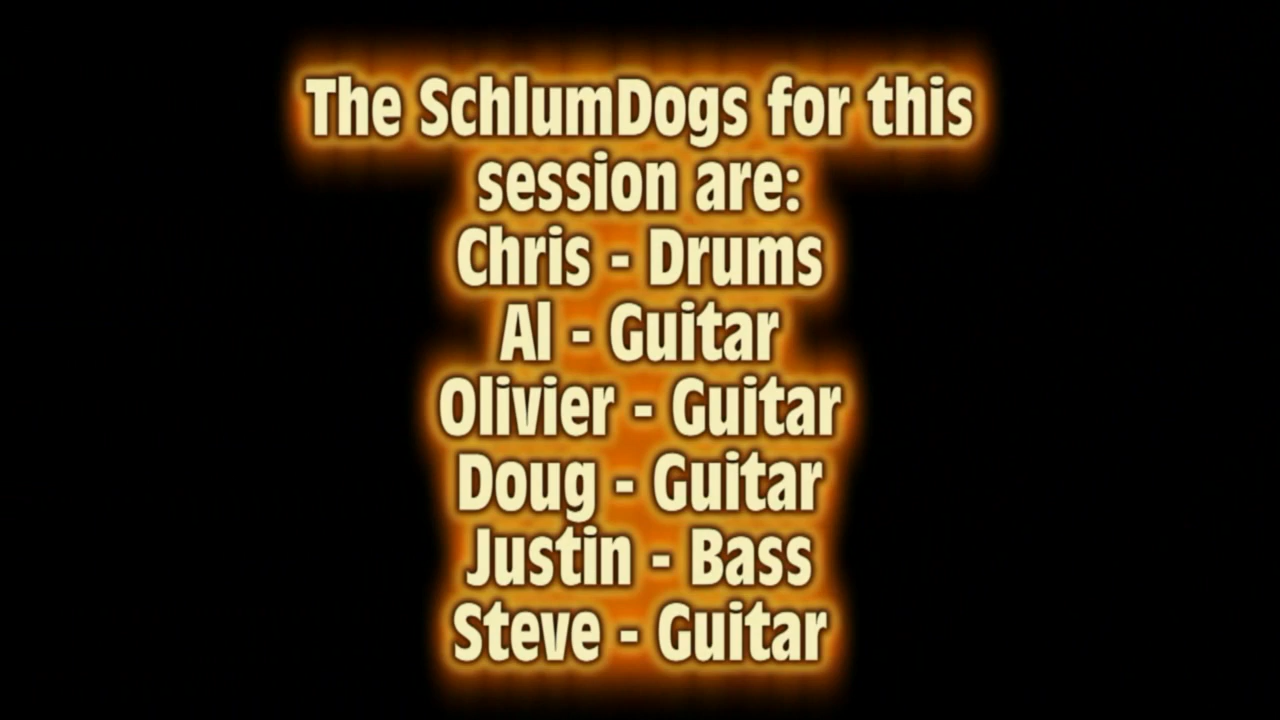 The SchlumDogs for this
session are:
Chris - Drums
Al - Guitar
Olivier - Guitar
Doug - Guitar
Justin - Bass
Steve - Guitar